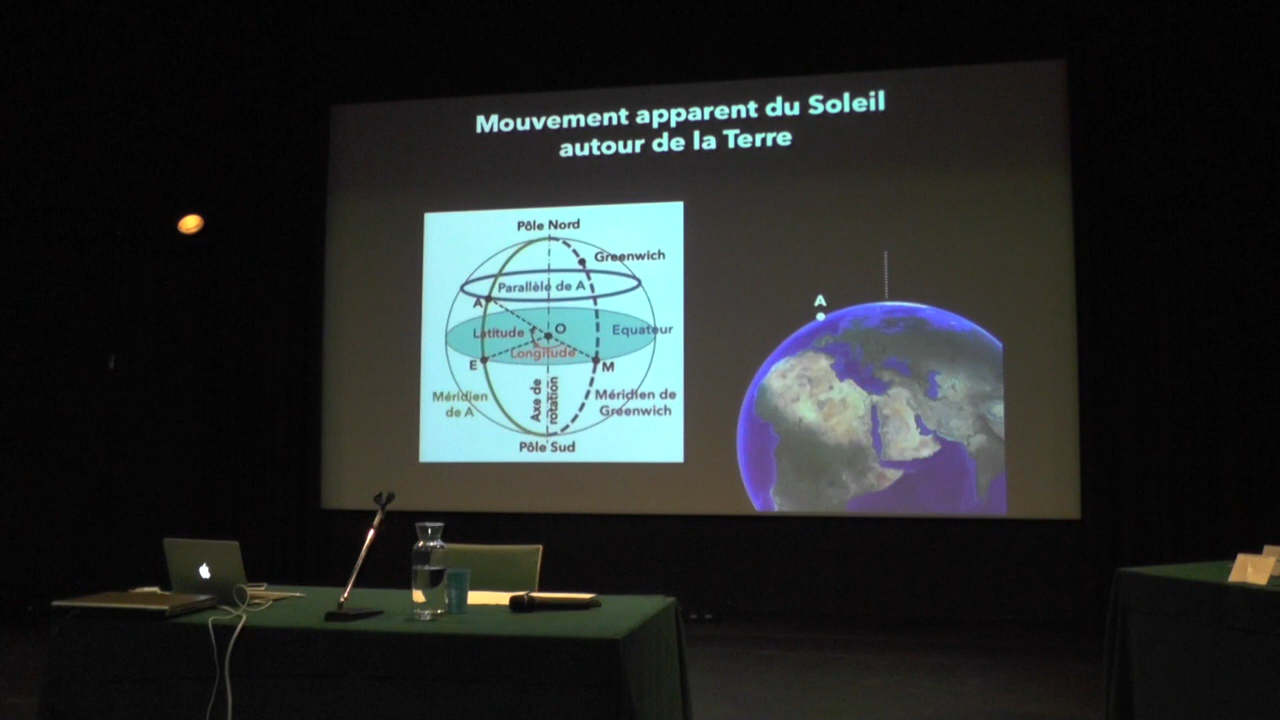 Mouvement apparent du Soleil
autour de la Terre
Pôle Nord
Greenwich
Parallèle de A
A
Latitude
O
Equateur
Longitude
E
M
Méridien
de A
Axe de
rotation
Méridien de
Greenwich
Pôle Sud
A